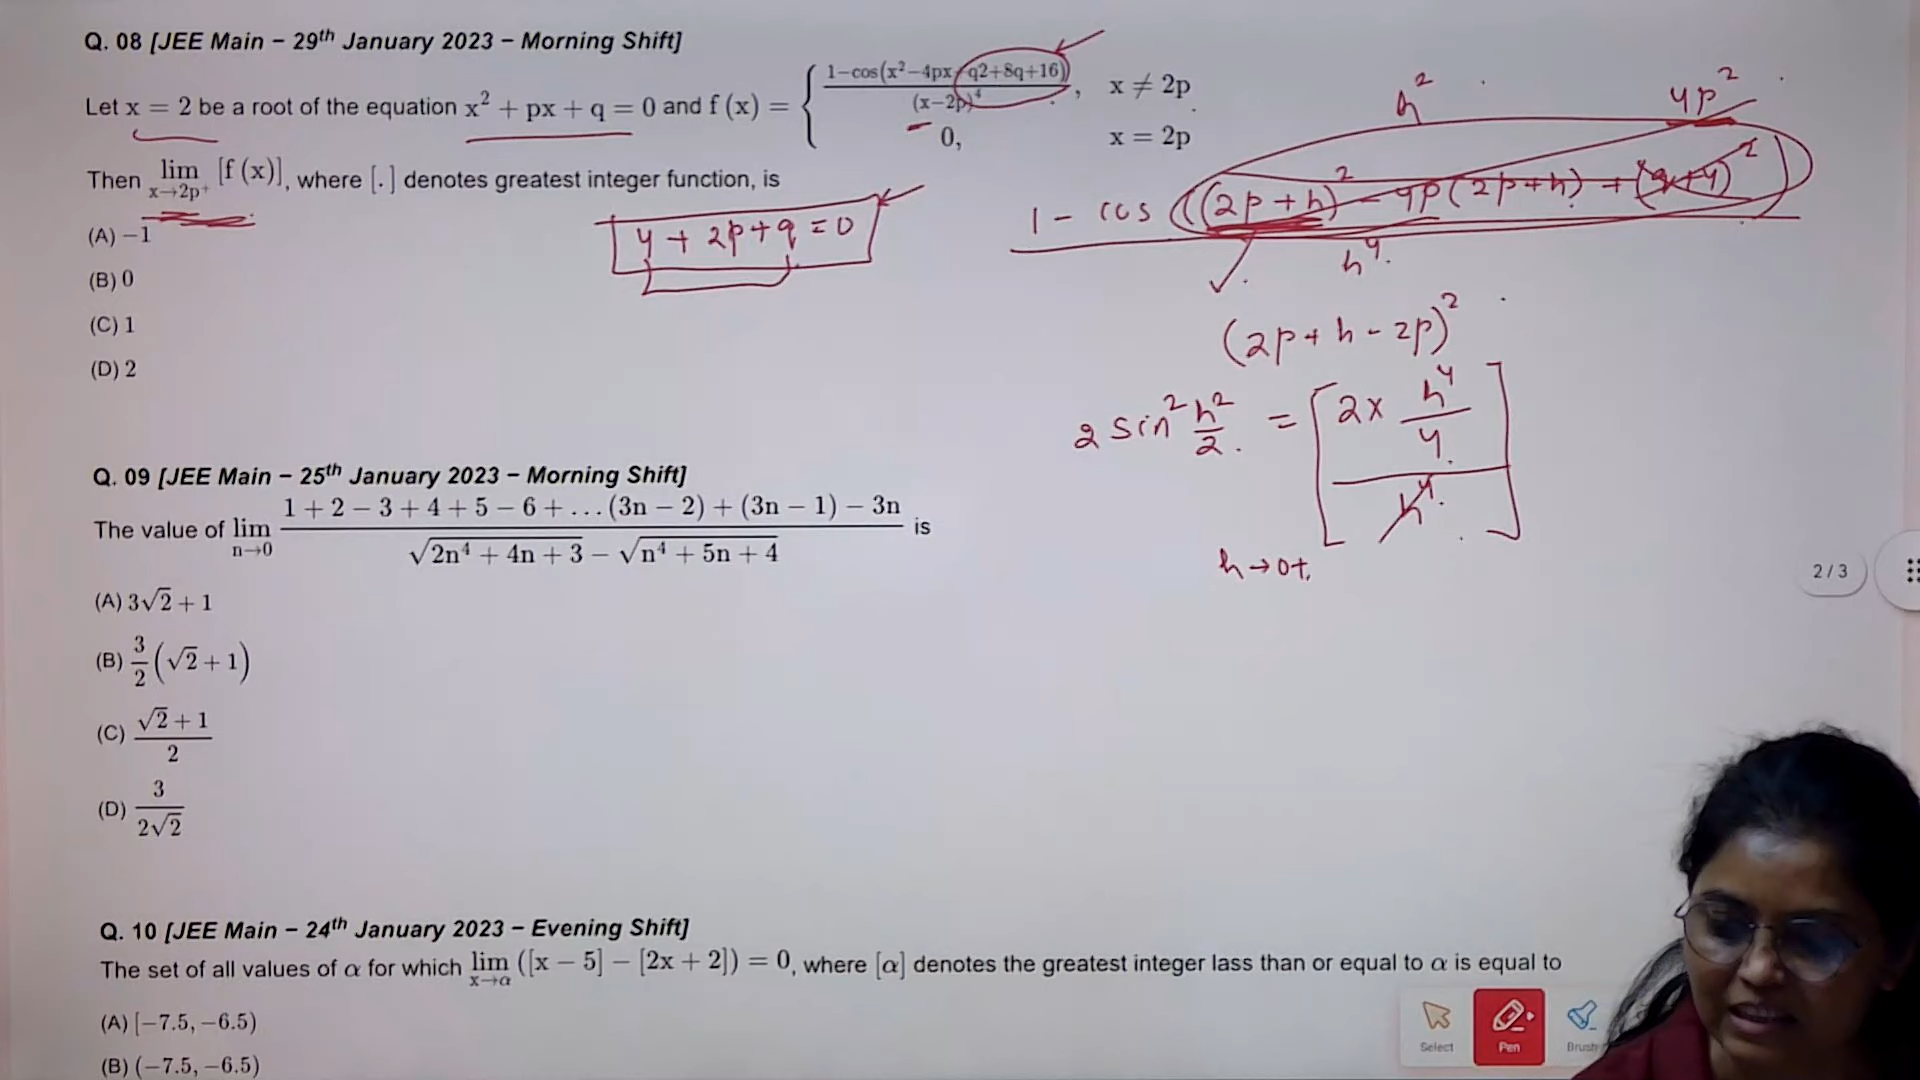 Q. 08 [JEE Main – 29th January 2023 – Morning Shift]
Let x = 2 be a root of the equation x² + px + q = 0 and f (x) = { 1−cos(x²−4px+q2+8q+16) / (x−2p)⁴, x ≠ 2p
0, x = 2p
Then lim x→2p⁺ [f (x)], where [.] denotes greatest integer function, is
(A) −1
(B) 0
(C) 1
(D) 2
4 + 2p + q = 0
h²
4p²
1 − cos ((2p + h)² − 4p (2p + h) + (q+4)²)
h⁴
(2p + h − 2p)²
2 sin² h²/2 = [2 × h⁴/4 / h⁴]
h → 0+
Q. 09 [JEE Main – 25th January 2023 – Morning Shift]
The value of lim n→0 1 + 2 − 3 + 4 + 5 − 6 + … (3n − 2) + (3n − 1) − 3n / √2n⁴ + 4n + 3 − √n⁴ + 5n + 4 is
(A) 3√2 + 1
(B) 3/2 (√2 + 1)
(C) √2 + 1 / 2
(D) 3 / 2√2
2 / 3
Q. 10 [JEE Main – 24th January 2023 – Evening Shift]
The set of all values of α for which lim x→α ([x − 5] − [2x + 2]) = 0, where [α] denotes the greatest integer lass than or equal to α is equal to
(A) [−7.5, −6.5)
(B) (−7.5, −6.5)
Select
Pen
Brush